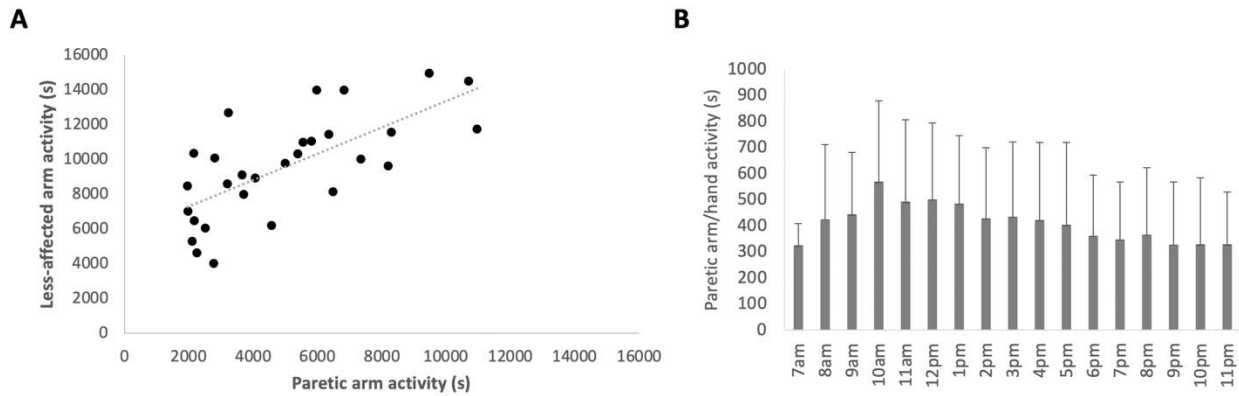 A
Less-affected arm activity (s)
16000
14000
12000
10000
8000
6000
4000
2000
0
0 2000 4000 6000 8000 10000 12000 14000 16000
Paretic arm activity (s)
B
Paretic arm/hand activity (s)
1000
900
800
700
600
500
400
300
200
100
0
7am 8am 9am 10am 11am 12pm 1pm 2pm 3pm 4pm 5pm 6pm 7pm 8pm 9pm 10pm 11pm